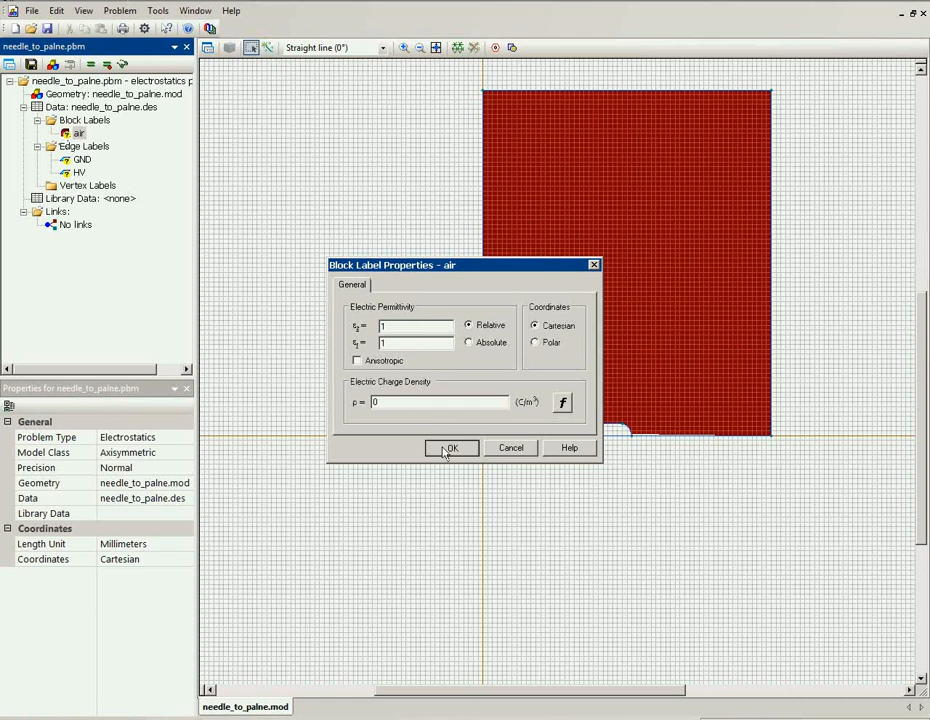 File Edit View Problem Tools Window Help
needle_to_palne.pbm
Straight line (0°)
needle_to_palne.pbm - electrostatics p
Geometry: needle_to_palne.mod
Data: needle_to_palne.des
Block Labels
air
Edge Labels
GND
HV
Vertex Labels
Library Data: <none>
Links:
No links
Block Label Properties - air
General
Electric Permittivity
Coordinates
εz= 1
Relative
Cartesian
1
Absolute
Polar
Anisotropic
Electric Charge Density
ρ = 0 (C/m³) f
OK Cancel Help
Properties for needle_to_palne.pbm
General
Problem Type Electrostatics
Model Class Axisymmetric
Precision Normal
Geometry needle_to_palne.mod
Data needle_to_palne.des
Library Data
Coordinates
Length Unit Millimeters
Coordinates Cartesian
needle_to_palne.mod